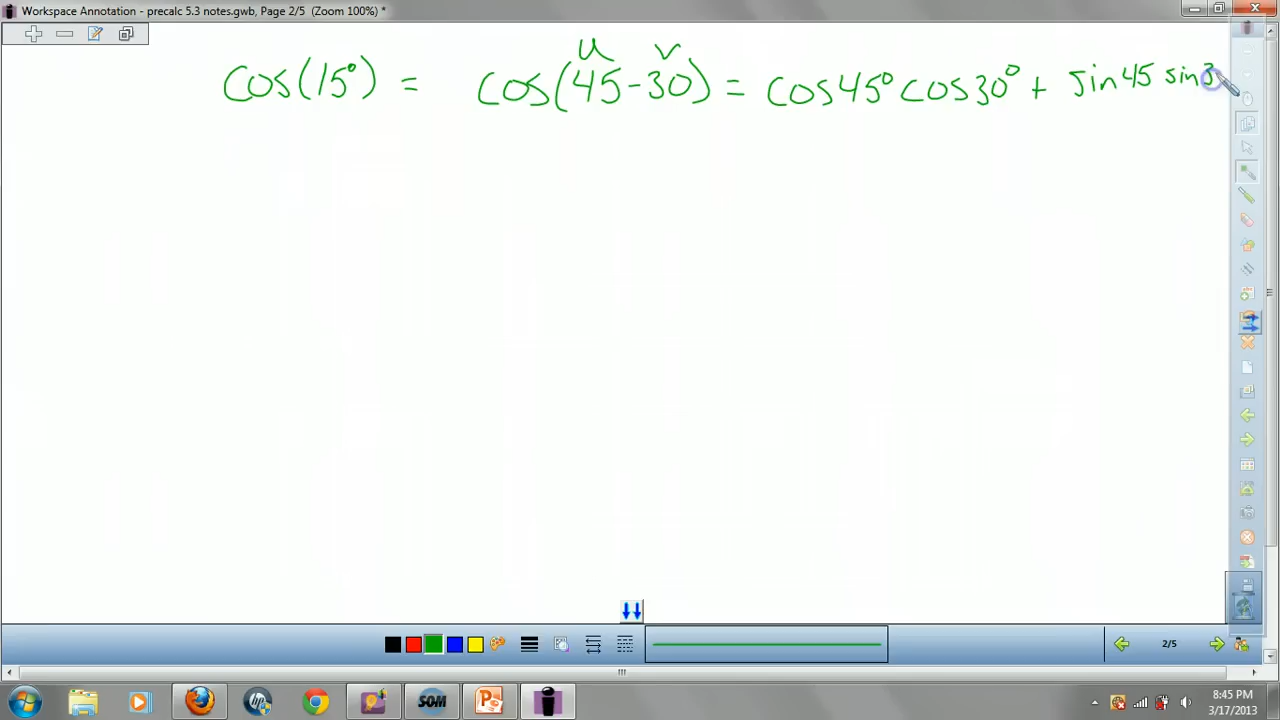 Workspace Annotation - precalc 5.3 notes.gwb, Page 2/5 (Zoom 100%) *
u v
cos(15°) = cos(45-30) = cos45° cos30° + sin45 sin3
2/5
SOM
8:45 PM
3/17/2013